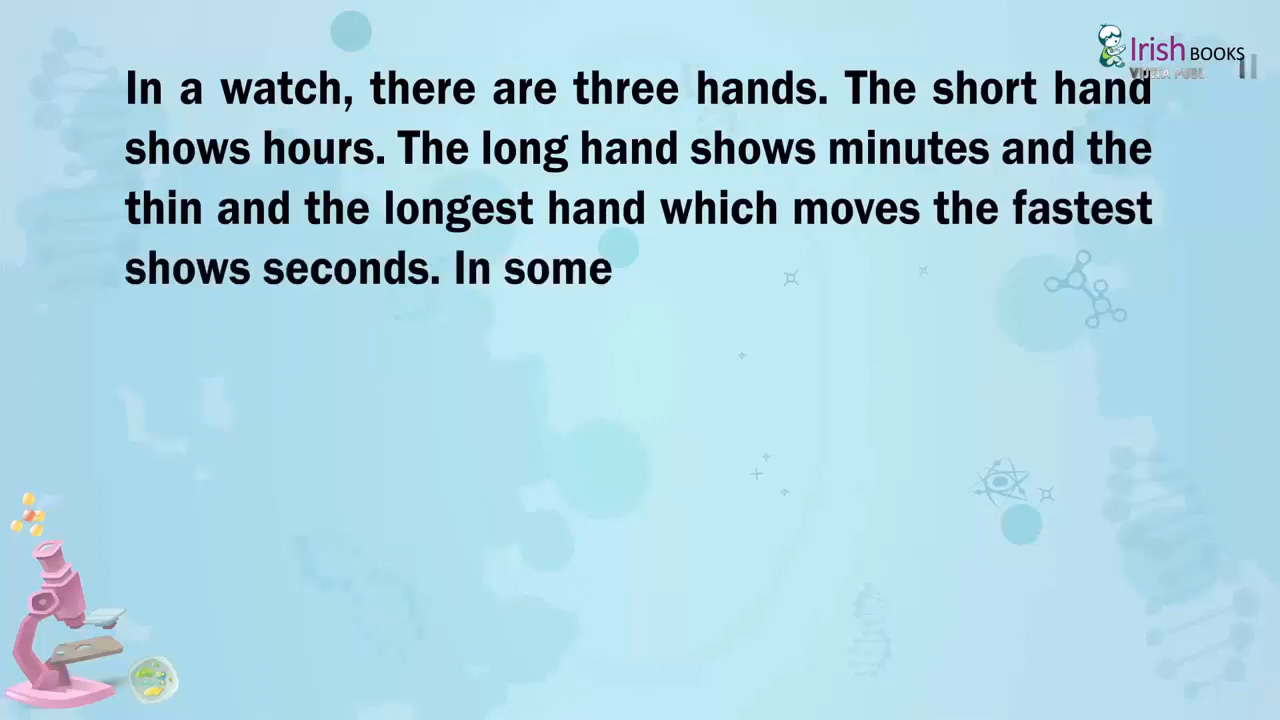 Irish BOOKS
In a watch, there are three hands. The short hand
shows hours. The long hand shows minutes and the
thin and the longest hand which moves the fastest
shows seconds. In some